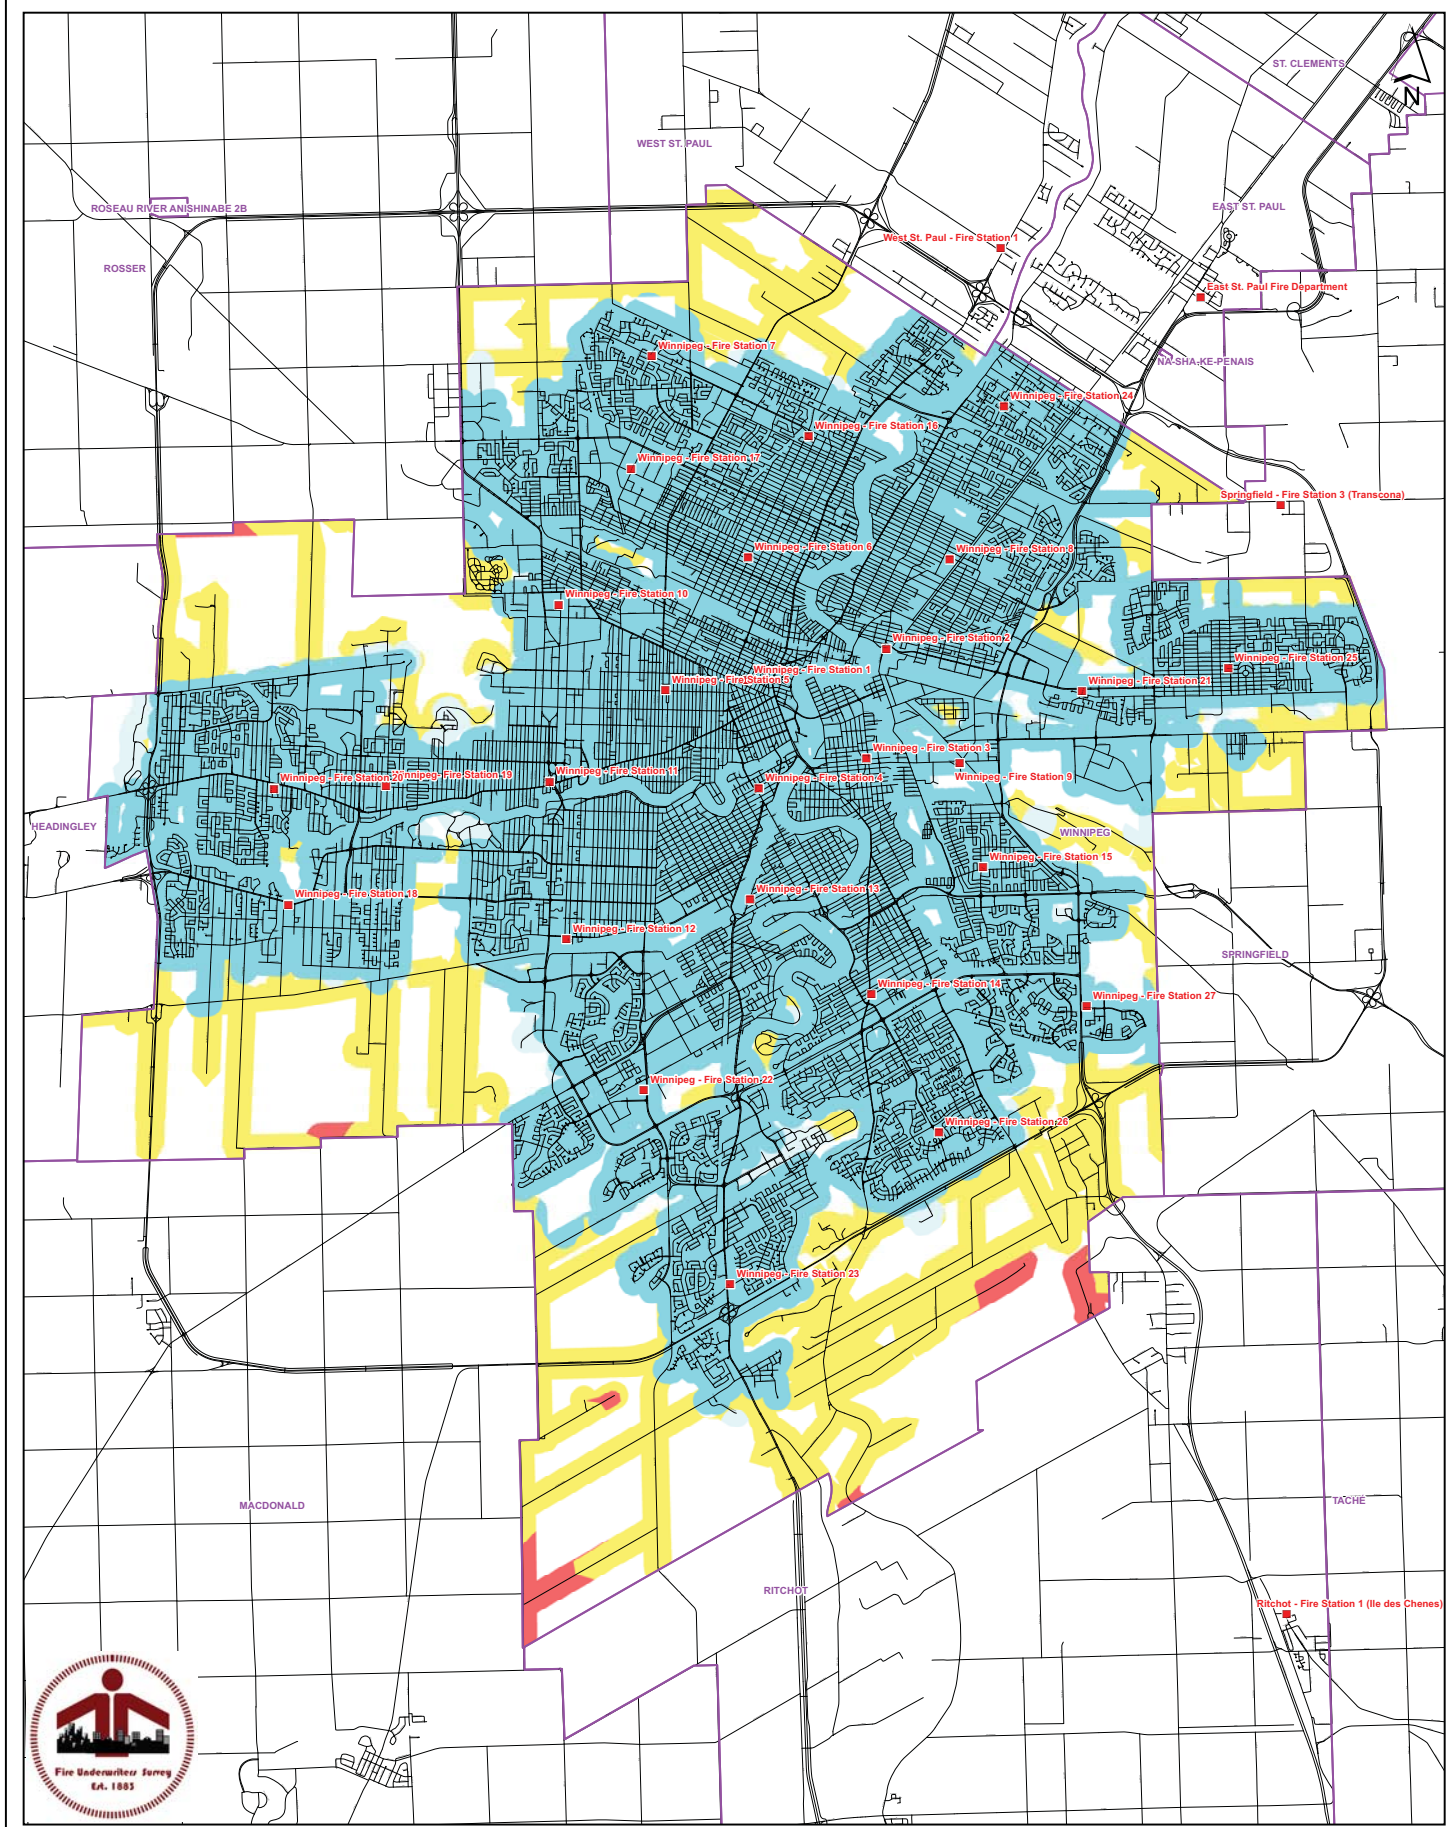 ST. CLEMENTS
N
WEST ST. PAUL
ROSEAU RIVER ANISHINABE 2B
EAST ST. PAUL
West St. Paul - Fire Station 1
ROSSER
East St. Paul Fire Department
Winnipeg - Fire Station 7
NA-SHA-KE-PENAIS
Winnipeg - Fire Station 24
Winnipeg - Fire Station 16
Winnipeg - Fire Station 17
Springfield - Fire Station 3 (Transcona)
Winnipeg - Fire Station 6
Winnipeg - Fire Station 8
Winnipeg - Fire Station 10
Winnipeg - Fire Station 2
Winnipeg - Fire Station 25
Winnipeg - Fire Station 1
Winnipeg - Fire Station 5
Winnipeg - Fire Station 21
Winnipeg - Fire Station 3
Winnipeg - Fire Station 11
Winnipeg - Fire Station 20
Winnipeg - Fire Station 19
Winnipeg - Fire Station 4
Winnipeg - Fire Station 9
HEADINGLEY
WINNIPEG
Winnipeg - Fire Station 15
Winnipeg - Fire Station 13
Winnipeg - Fire Station 18
Winnipeg - Fire Station 12
SPRINGFIELD
Winnipeg - Fire Station 14
Winnipeg - Fire Station 27
Winnipeg - Fire Station 22
Winnipeg - Fire Station 26
Winnipeg - Fire Station 23
MACDONALD
TACHE
RITCHOT
Ritchot - Fire Station 1 (Ile des Chenes)
Fire Underwriters Survey
Est. 1883